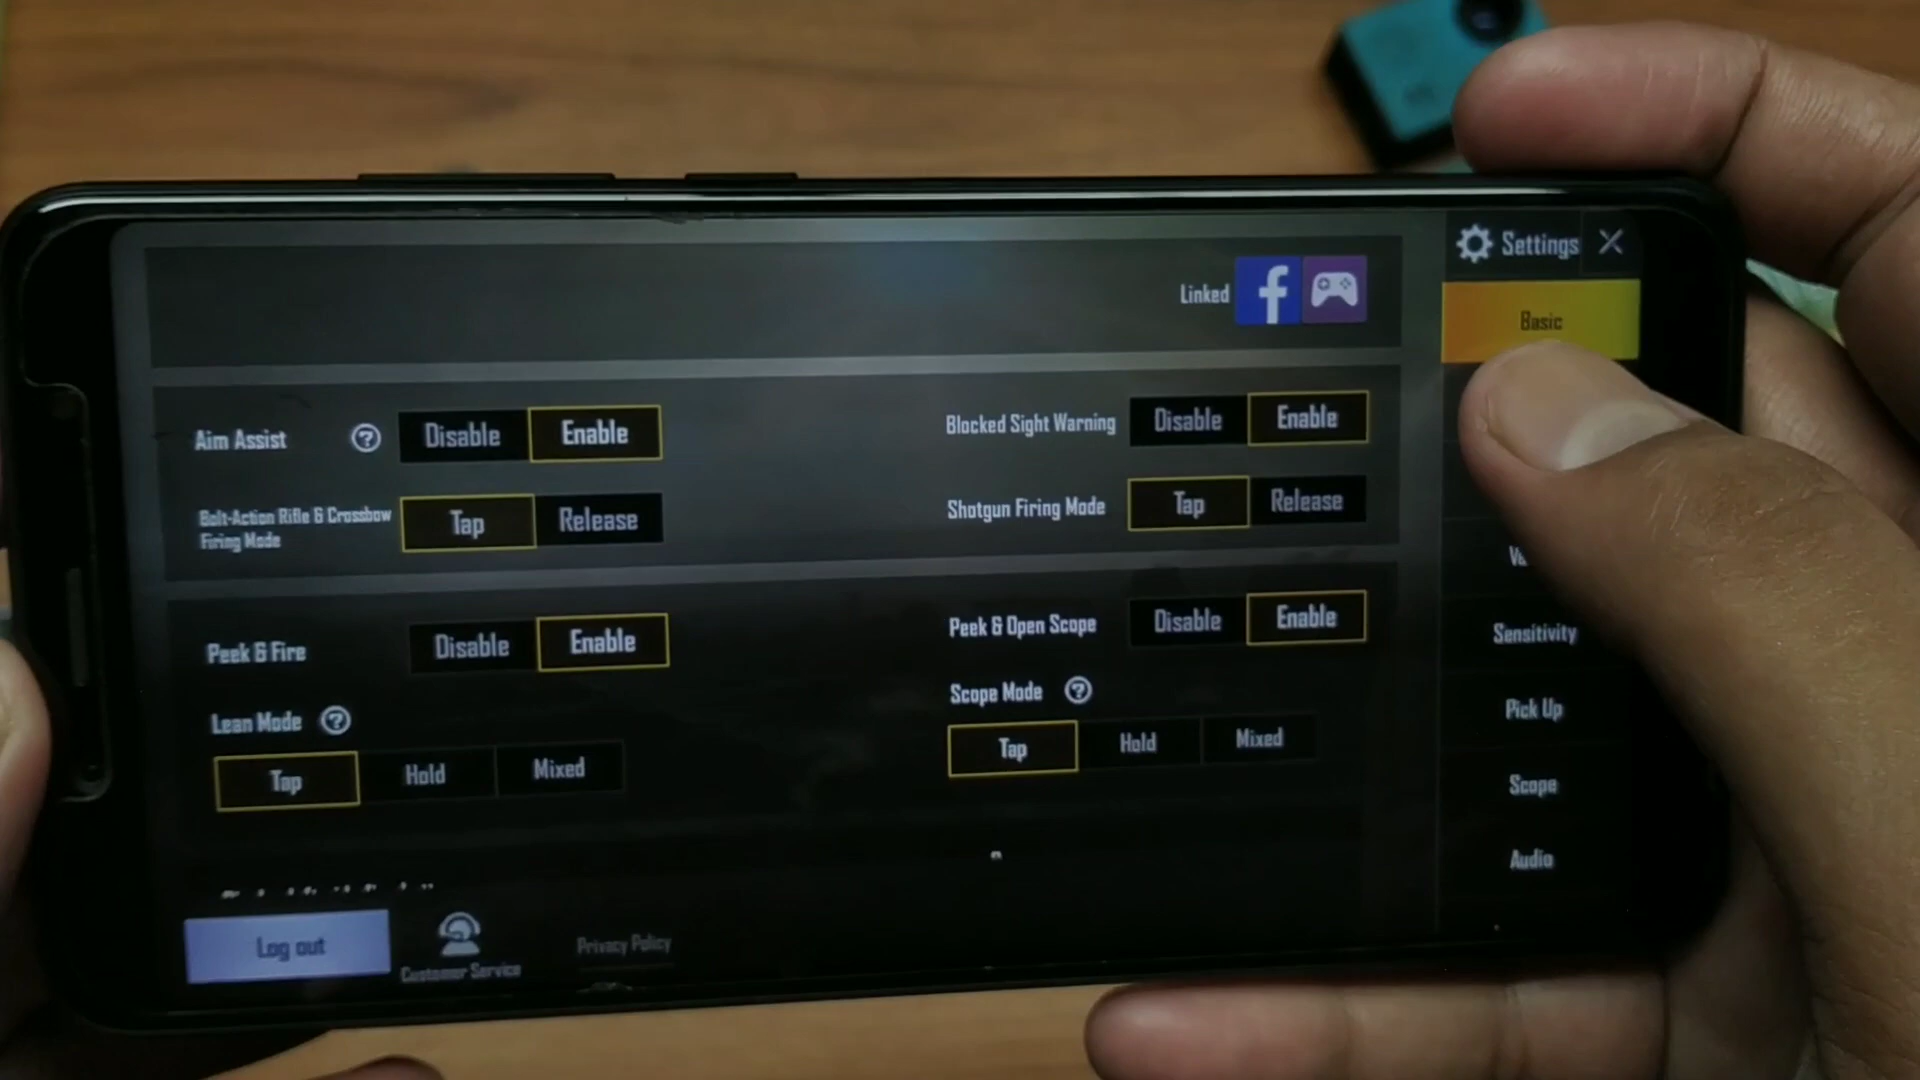 Settings
Linked
Basic
Aim Assist
Disable
Enable
Blocked Sight Warning
Disable
Enable
Bolt-Action Rifle & Crossbow
Firing Mode
Tap
Release
Shotgun Firing Mode
Tap
Release
Peek & Fire
Disable
Enable
Peek & Open Scope
Disable
Enable
Lean Mode
Tap
Hold
Mixed
Scope Mode
Tap
Hold
Mixed
Sensitivity
Pick Up
Scope
Audio
Log out
Customer Service
Privacy Policy